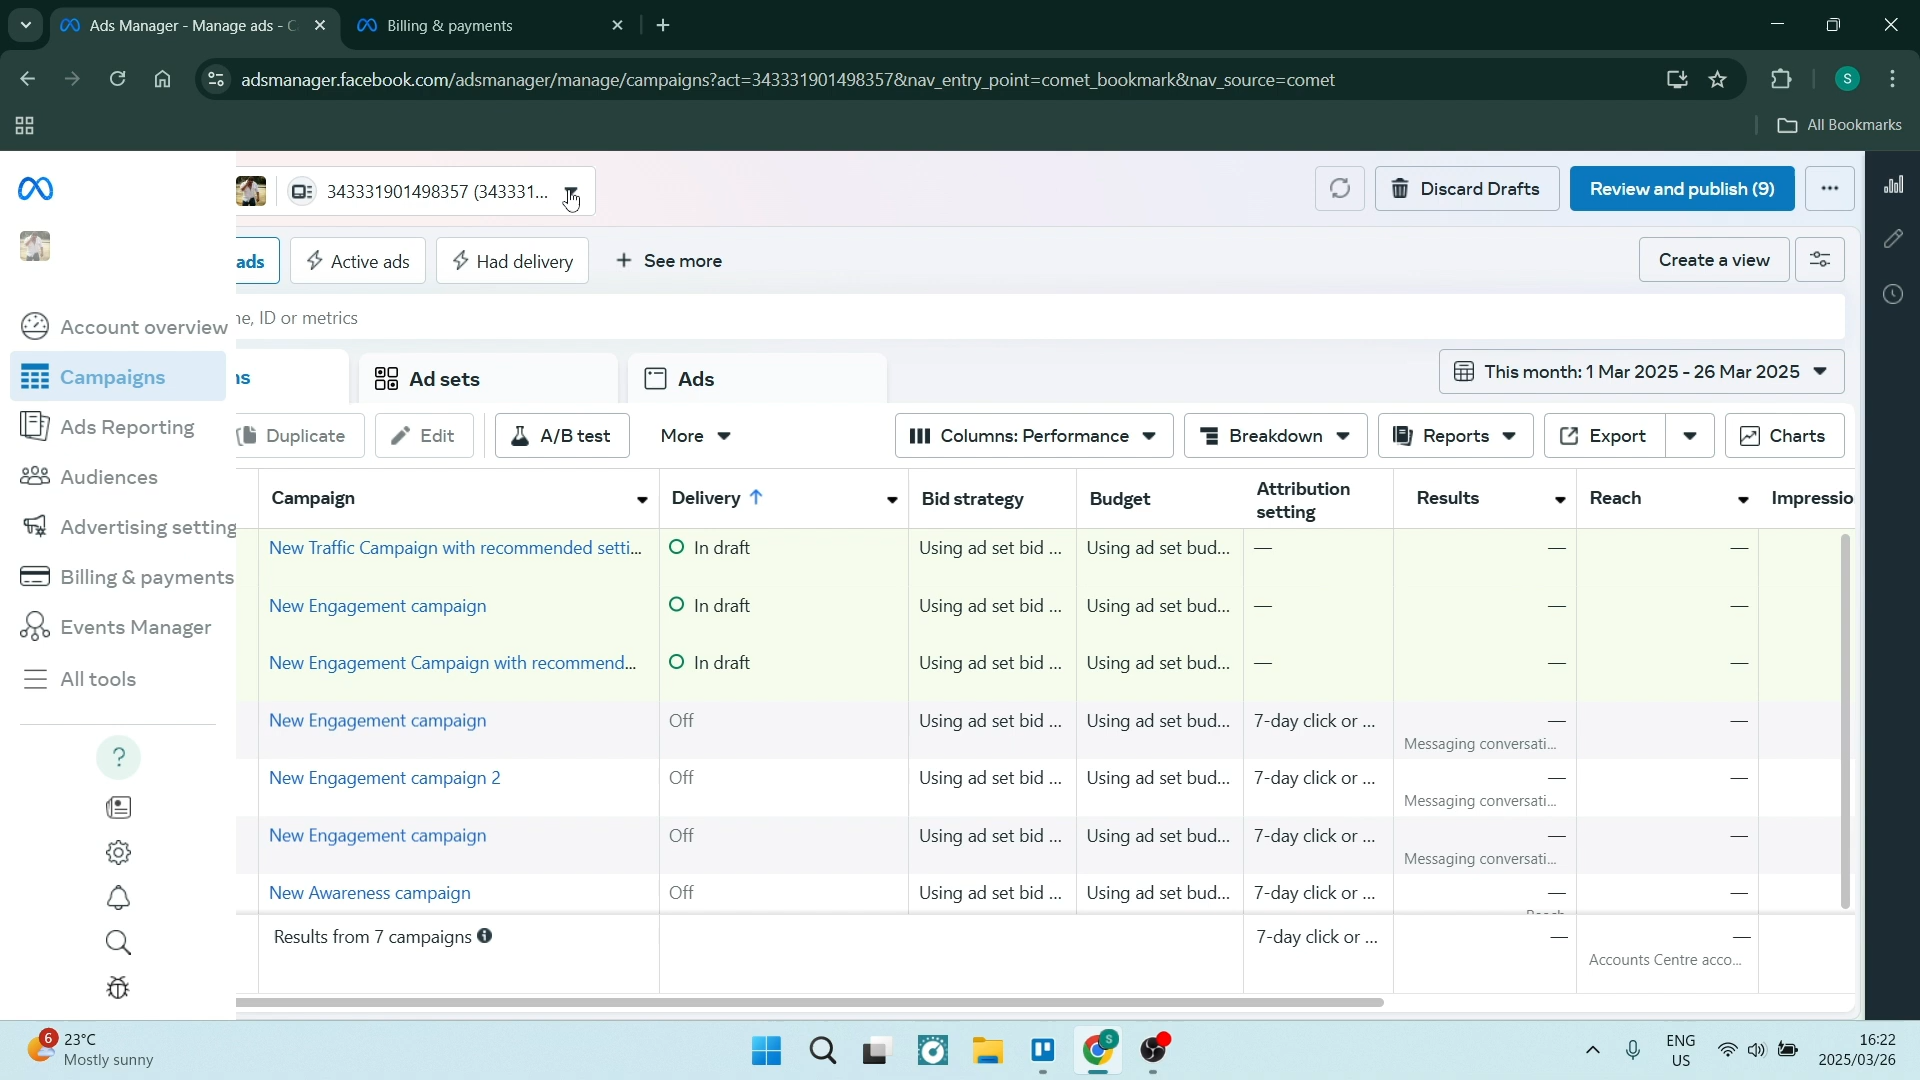 Ads Manager - Manage ads - C
Billing & payments
adsmanager.facebook.com/adsmanager/manage/campaigns?act=343331901498357&nav_entry_point=comet_bookmark&nav_source=comet
S
All Bookmarks
343331901498357 (343331...
Discard Drafts
Review and publish (9)
ads
Active ads
Had delivery
+ See more
Create a view
Account overview
ne, ID or metrics
Campaigns
ns
Ad sets
Ads
This month: 1 Mar 2025 - 26 Mar 2025
Ads Reporting
Duplicate
Edit
A/B test
More
Columns: Performance
Breakdown
Reports
Export
Charts
Audiences
Advertising setting
Billing & payments
Events Manager
All tools
?
Campaign
Delivery
Bid strategy
Budget
Attribution
setting
Results
Reach
Impressio
New Traffic Campaign with recommended setti...
In draft
Using ad set bid ...
Using ad set bud...
—
—
—
New Engagement campaign
In draft
Using ad set bid ...
Using ad set bud...
—
—
—
New Engagement Campaign with recommend...
In draft
Using ad set bid ...
Using ad set bud...
—
—
—
New Engagement campaign
Off
Using ad set bid ...
Using ad set bud...
7-day click or ...
—
Messaging conversati...
—
New Engagement campaign 2
Off
Using ad set bid ...
Using ad set bud...
7-day click or ...
—
Messaging conversati...
—
New Engagement campaign
Off
Using ad set bid ...
Using ad set bud...
7-day click or ...
—
Messaging conversati...
—
New Awareness campaign
Off
Using ad set bid ...
Using ad set bud...
7-day click or ...
—
Reach
—
Results from 7 campaigns
7-day click or ...
—
—
Accounts Centre acco...
6
23°C
Mostly sunny
S
ENG
US
16:22
2025/03/26